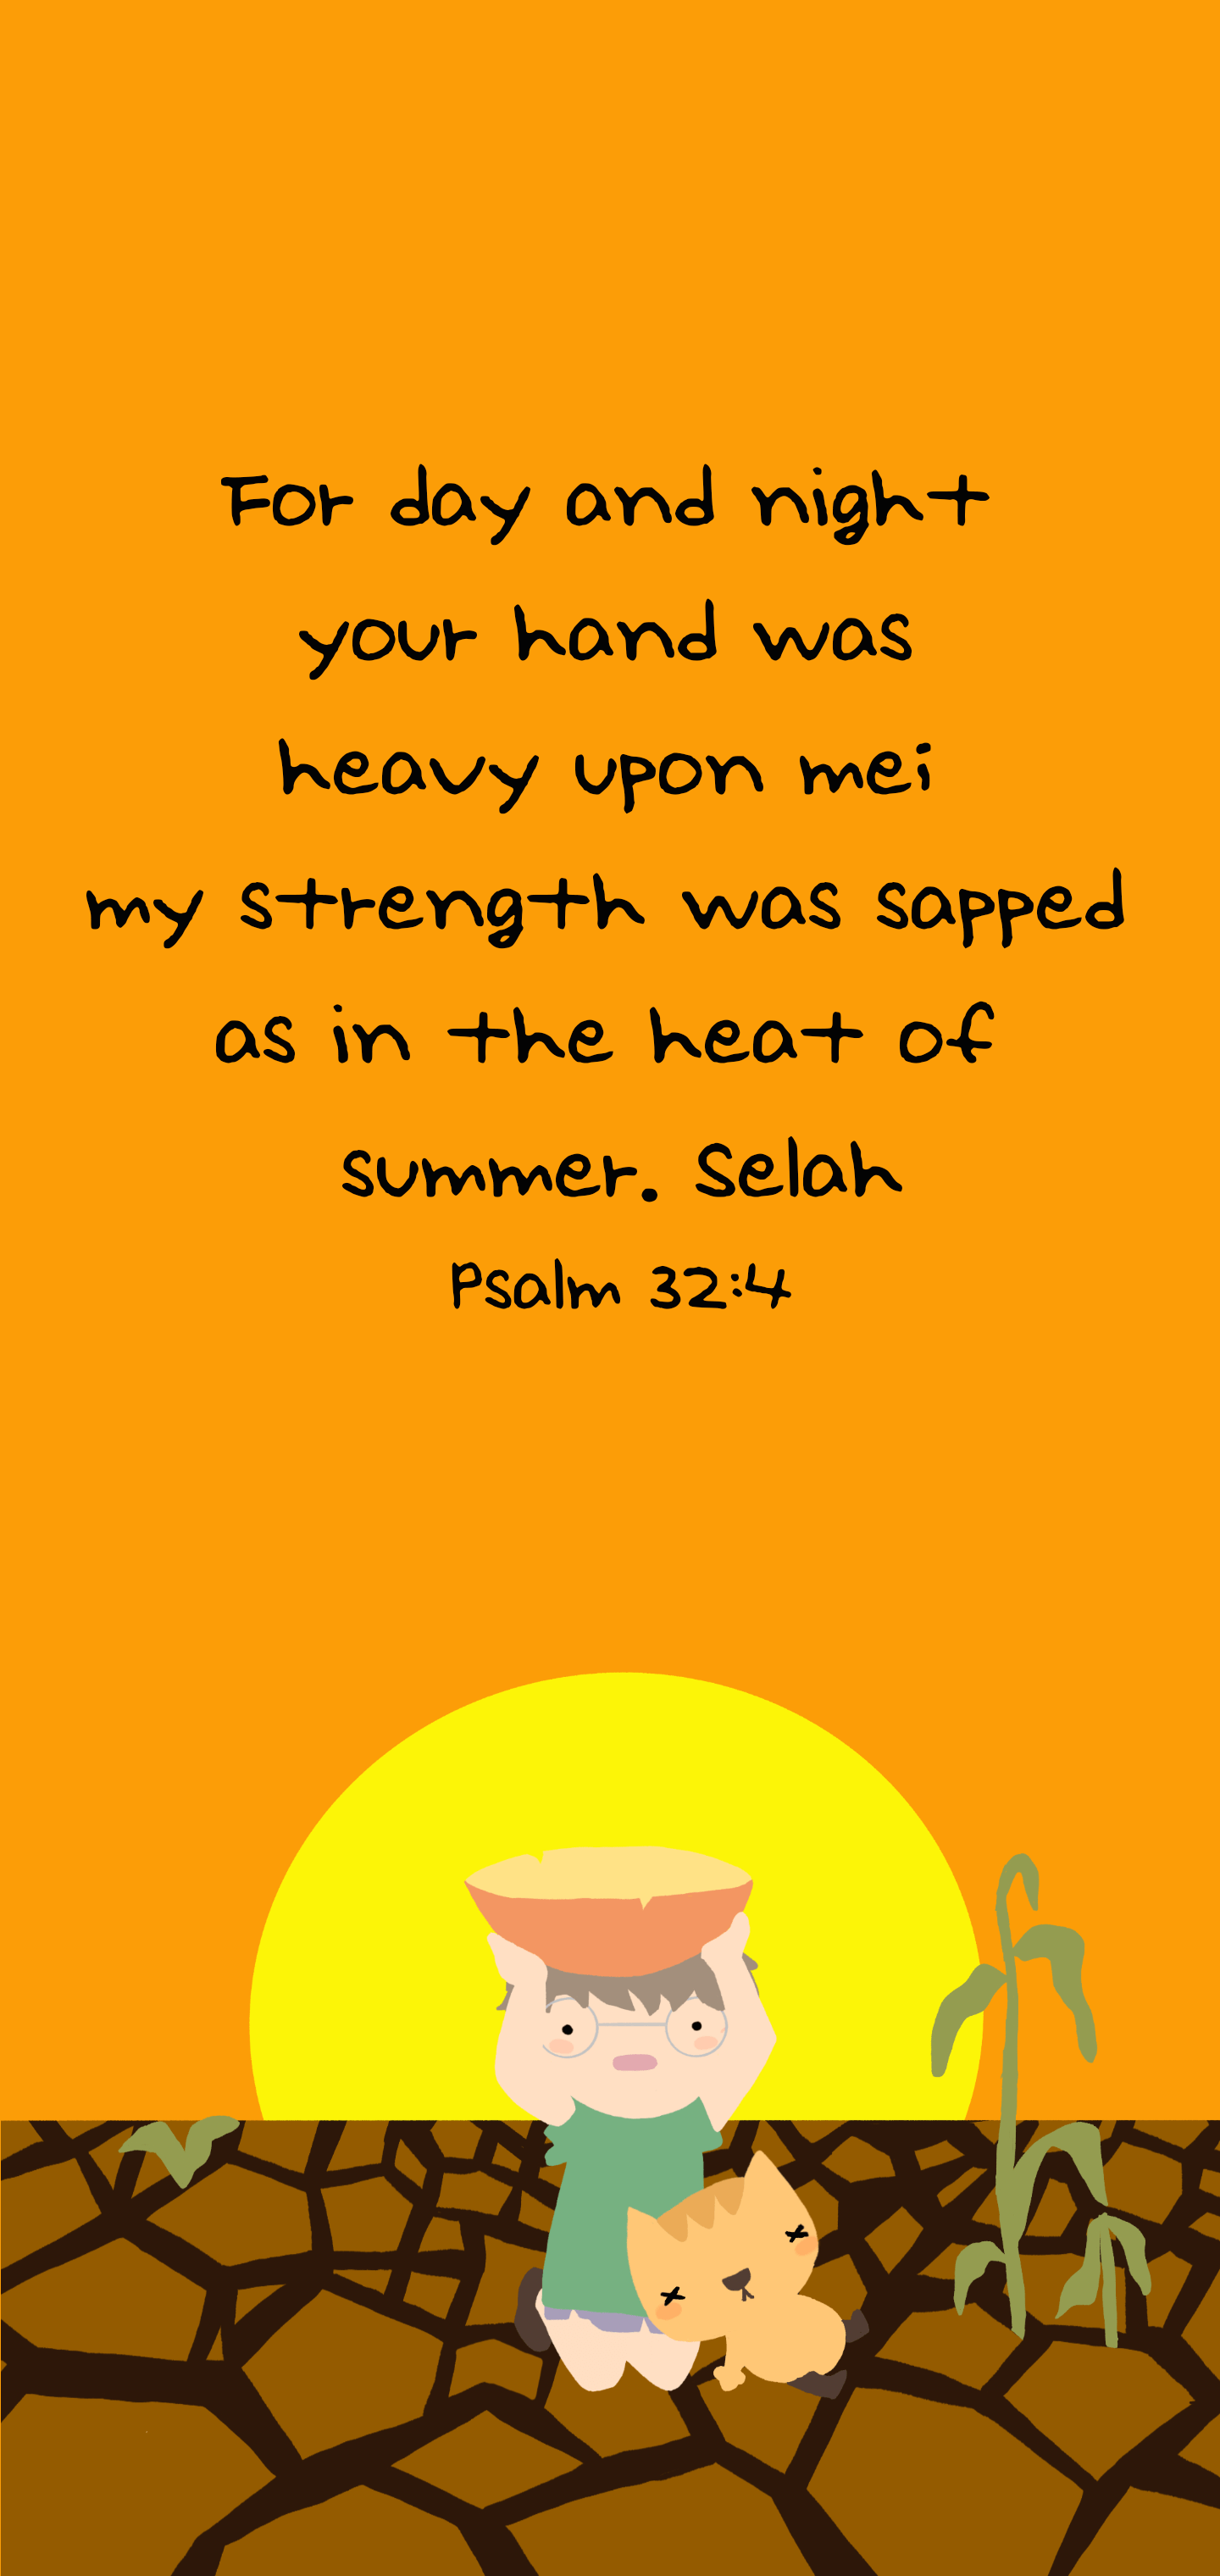 For day and night
your hand was
heavy upon mei
my strength was sapped
as in the heat of
summer. Selah
Psalm 32:4